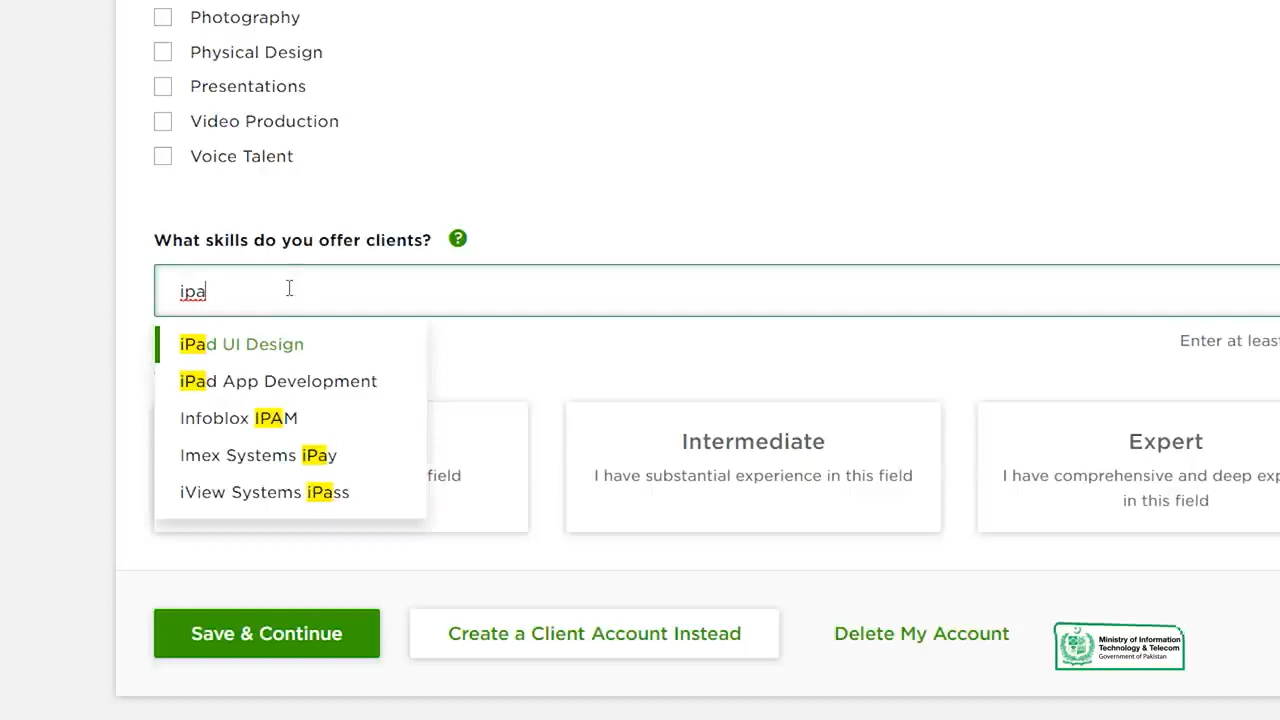 Photography
Physical Design
Presentations
Video Production
Voice Talent
What skills do you offer clients? ?
ipa
Enter at least
iPad UI Design
iPad App Development
Infoblox IPAM
Imex Systems iPay
iView Systems iPass
field
Intermediate
I have substantial experience in this field
Expert
I have comprehensive and deep exp
in this field
Save & Continue
Create a Client Account Instead
Delete My Account
Ministry of Information
Technology & Telecom
Government of Pakistan